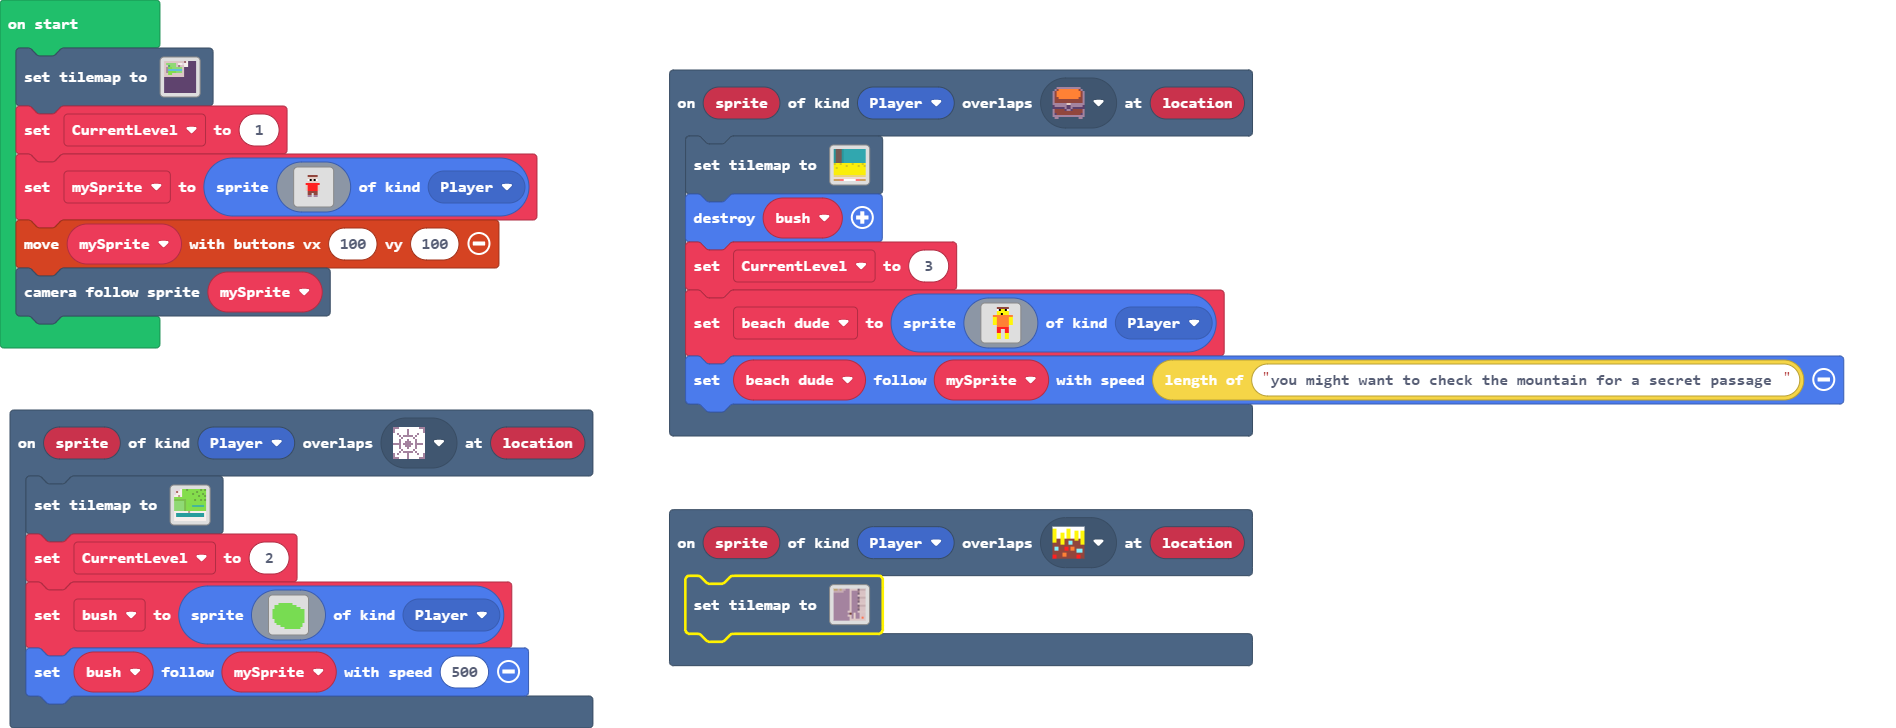 on start
set tilemap to
set CurrentLevel to 1
set mySprite to sprite of kind Player
move mySprite with buttons vx 100 vy 100
camera follow sprite mySprite
on sprite of kind Player overlaps at location
set tilemap to
set CurrentLevel to 2
set bush to sprite of kind Player
set bush follow mySprite with speed 500
on sprite of kind Player overlaps at location
set tilemap to
destroy bush
set CurrentLevel to 3
set beach dude to sprite of kind Player
set beach dude follow mySprite with speed length of "you might want to check the mountain for a secret passage "
on sprite of kind Player overlaps at location
set tilemap to